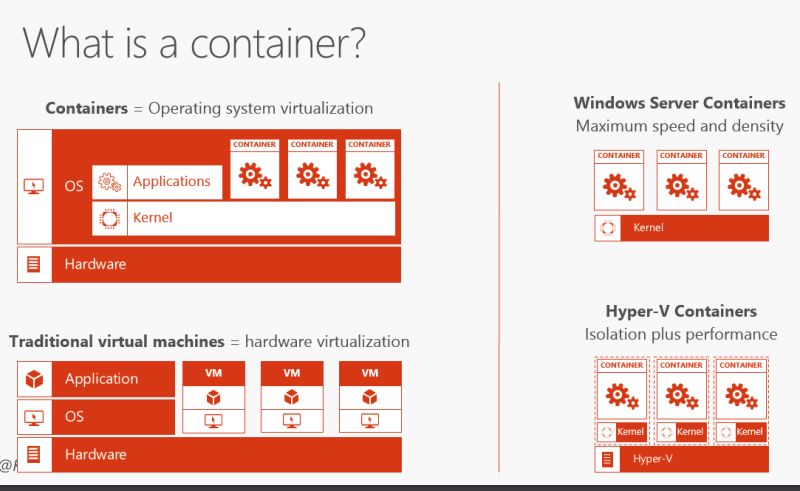 What is a container?
Containers = Operating system virtualization
CONTAINER CONTAINER CONTAINER
OS
Applications
Kernel
Hardware
Traditional virtual machines = hardware virtualization
Application
VM VM VM
OS
Hardware
Windows Server Containers
Maximum speed and density
CONTAINER CONTAINER CONTAINER
Kernel
Hyper-V Containers
Isolation plus performance
CONTAINER CONTAINER CONTAINER
Kernel Kernel Kernel
Hyper-V